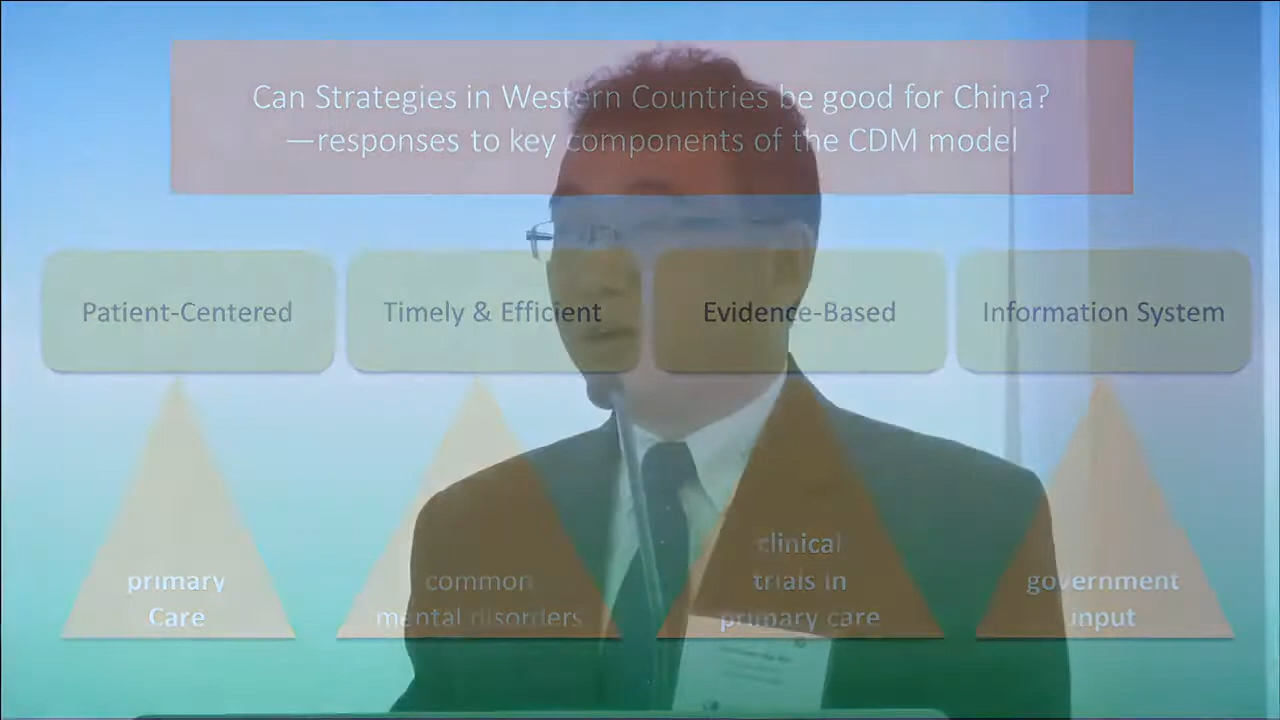 Can Strategies in Western Countries be good for China?
—responses to key components of the CDM model
Patient-Centered
Timely & Efficient
Evidence-Based
Information System
primary
Care
common
mental disorders
clinical
trials in
primary care
government
input